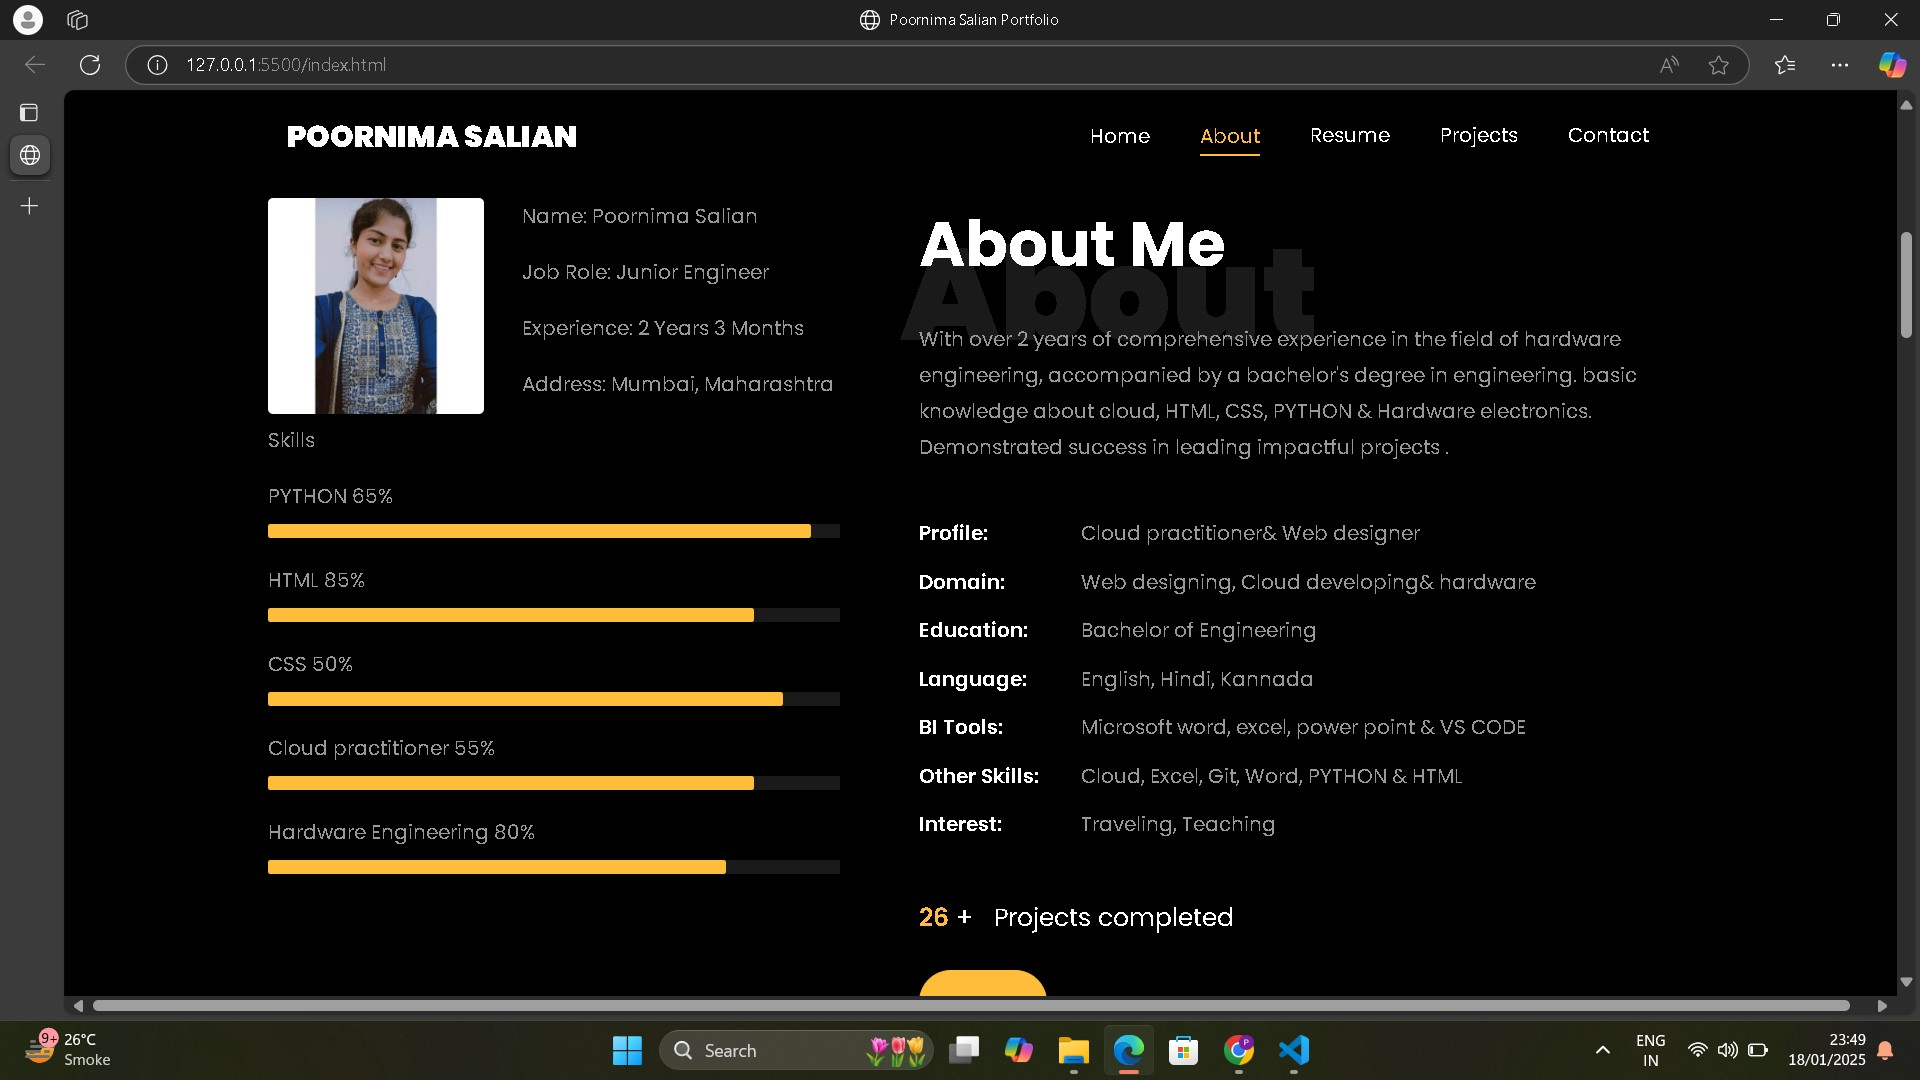 Poornima Salian Portfolio
127.0.0.1:5500/index.html
POORNIMA SALIAN
Home About Resume Projects Contact
Name: Poornima Salian
Job Role: Junior Engineer
Experience: 2 Years 3 Months
Address: Mumbai, Maharashtra
Skills
PYTHON 65%
HTML 85%
CSS 50%
Cloud practitioner 55%
Hardware Engineering 80%
About
About Me
With over 2 years of comprehensive experience in the field of hardware
engineering, accompanied by a bachelor's degree in engineering. basic
knowledge about cloud, HTML, CSS, PYTHON & Hardware electronics.
Demonstrated success in leading impactful projects .
Profile: Cloud practitioner& Web designer
Domain: Web designing, Cloud developing& hardware
Education: Bachelor of Engineering
Language: English, Hindi, Kannada
BI Tools: Microsoft word, excel, power point & VS CODE
Other Skills: Cloud, Excel, Git, Word, PYTHON & HTML
Interest: Traveling, Teaching
26 + Projects completed
9+
26°C
Smoke
Search
P
ENG
IN
23:49
18/01/2025